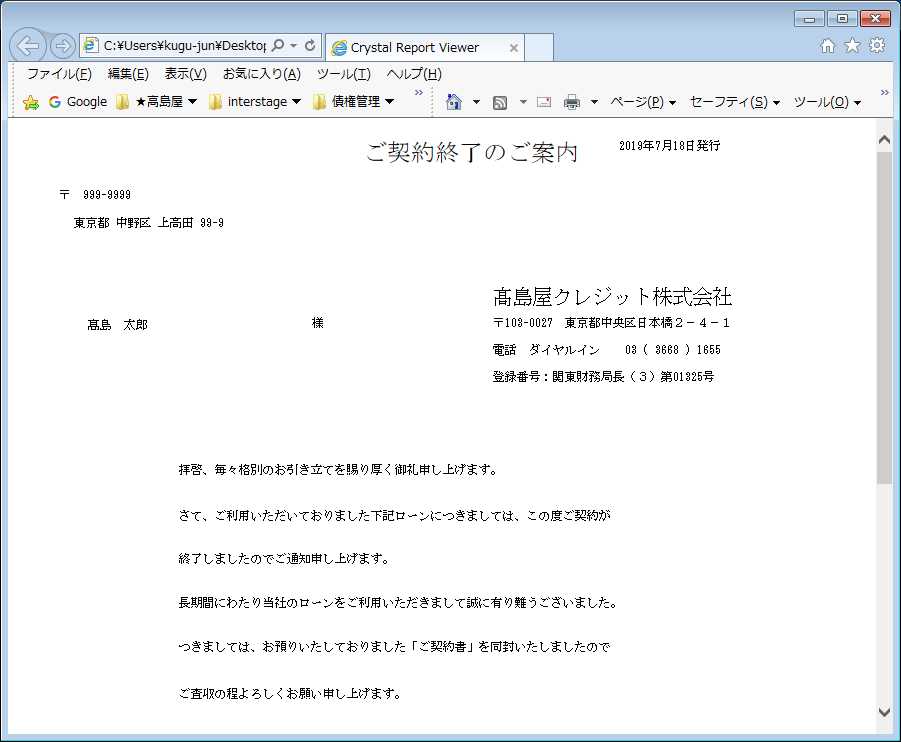 C:¥Users¥kugu-jun¥Desktop
Crystal Report Viewer
ファイル(F) 編集(E) 表示(V) お気に入り(A) ツール(T) ヘルプ(H)
Google ★高島屋 interstage 債権管理 ページ(P) セーフティ(S) ツール(O)
ご契約終了のご案内
2019年7月18日発行
〒 999-9999
東京都 中野区 上高田 99-9
髙島屋クレジット株式会社
髙島 太郎 様
〒103-0027 東京都中央区日本橋2-4-1
電話 ダイヤルイン 03 ( 3668 ) 1655
登録番号:関東財務局長(3)第01325号
拝啓、毎々格別のお引き立てを賜り厚く御礼申し上げます。
さて、ご利用いただいておりました下記ローンにつきましては、この度ご契約が
終了しましたのでご通知申し上げます。
長期間にわたり当社のローンをご利用いただきまして誠に有り難うございました。
つきましては、お預りいたしておりました「ご契約書」を同封いたしましたので
ご査収の程よろしくお願い申し上げます。